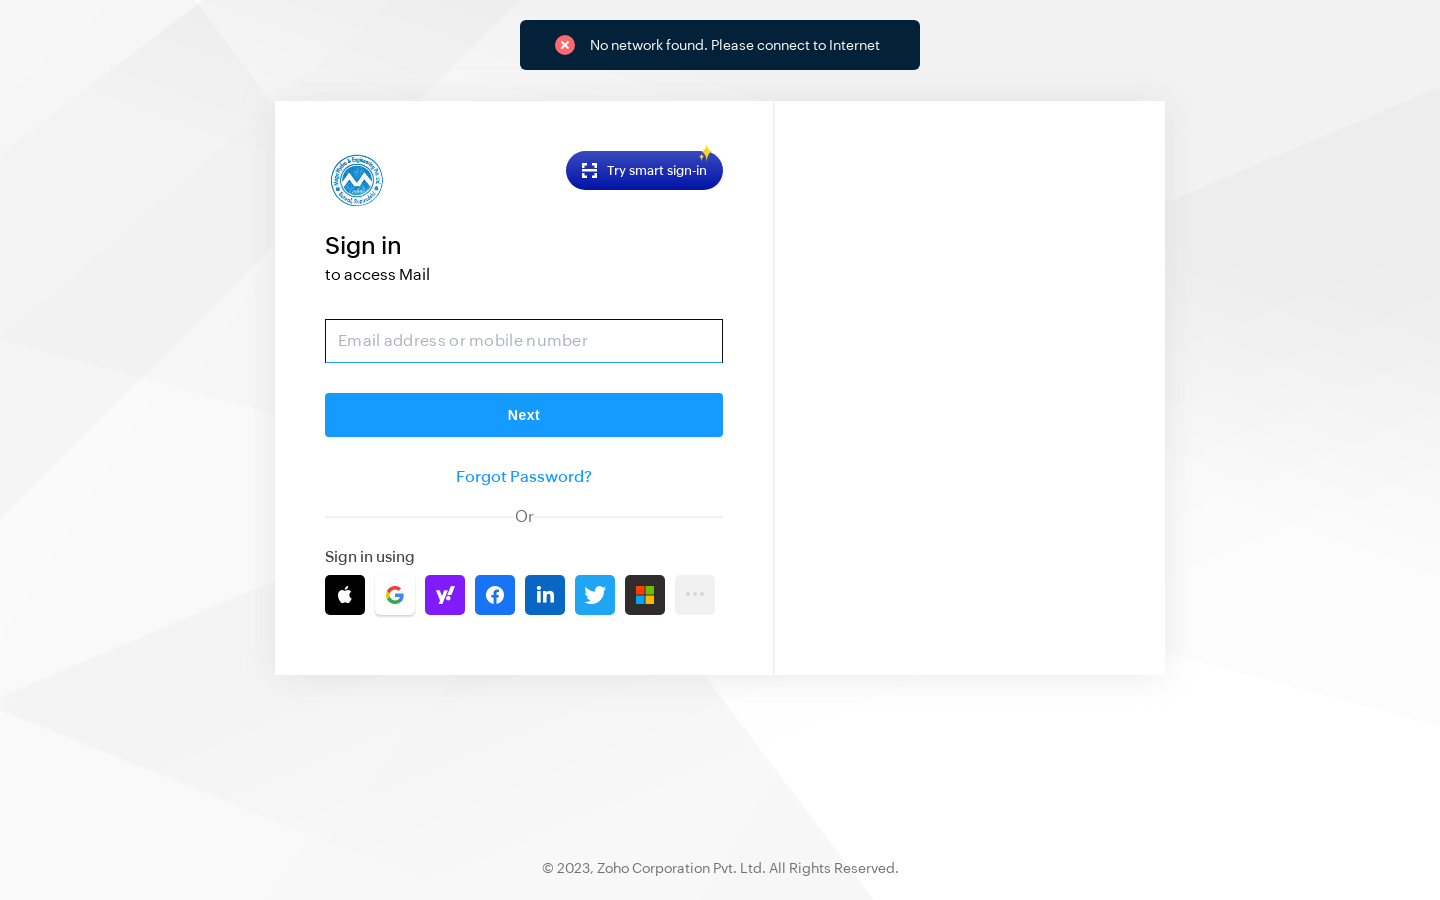 No network found. Please connect to Internet
Try smart sign-in
Sign in
to access Mail
Email address or mobile number
Next
Forgot Password?
Or
Sign in using
© 2023, Zoho Corporation Pvt. Ltd. All Rights Reserved.